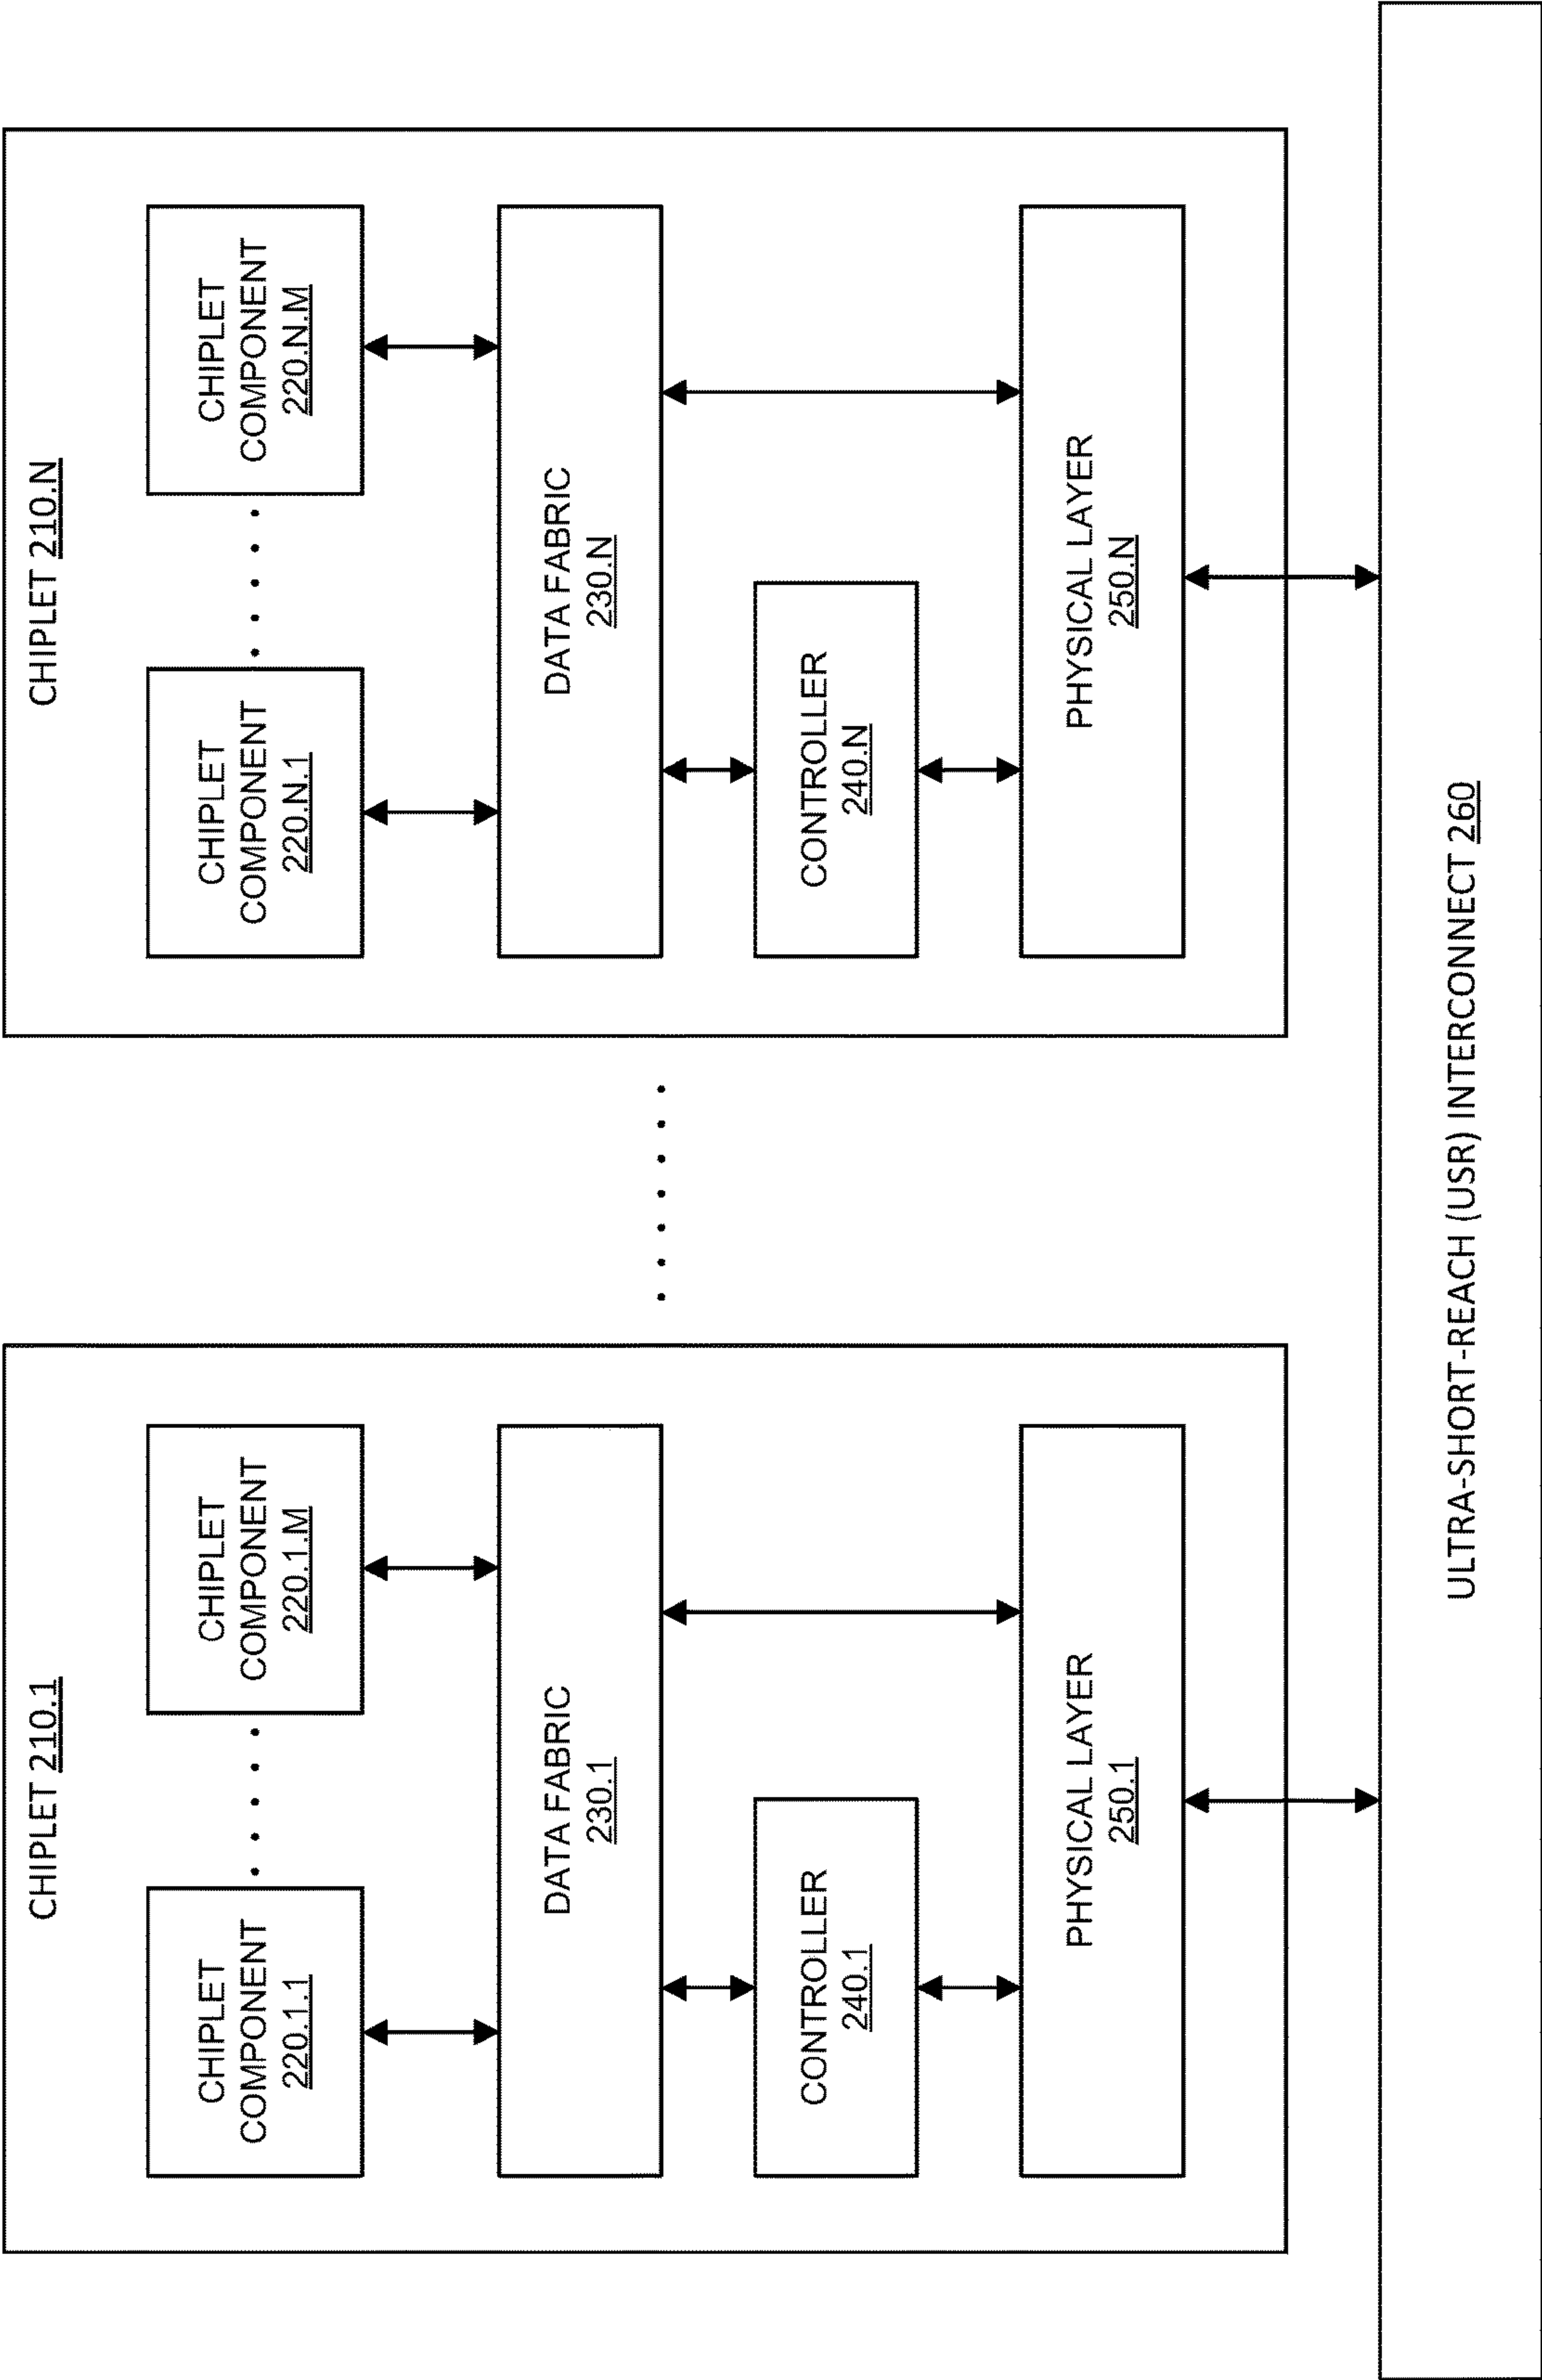 CHIPLET 210.1
CHIPLET
COMPONENT
220.1.1
CHIPLET
COMPONENT
220.1.M
DATA FABRIC
230.1
CONTROLLER
240.1
PHYSICAL LAYER
250.1
CHIPLET 210.N
CHIPLET
COMPONENT
220.N.1
CHIPLET
COMPONENT
220.N.M
DATA FABRIC
230.N
CONTROLLER
240.N
PHYSICAL LAYER
250.N
ULTRA-SHORT-REACH (USR) INTERCONNECT 260